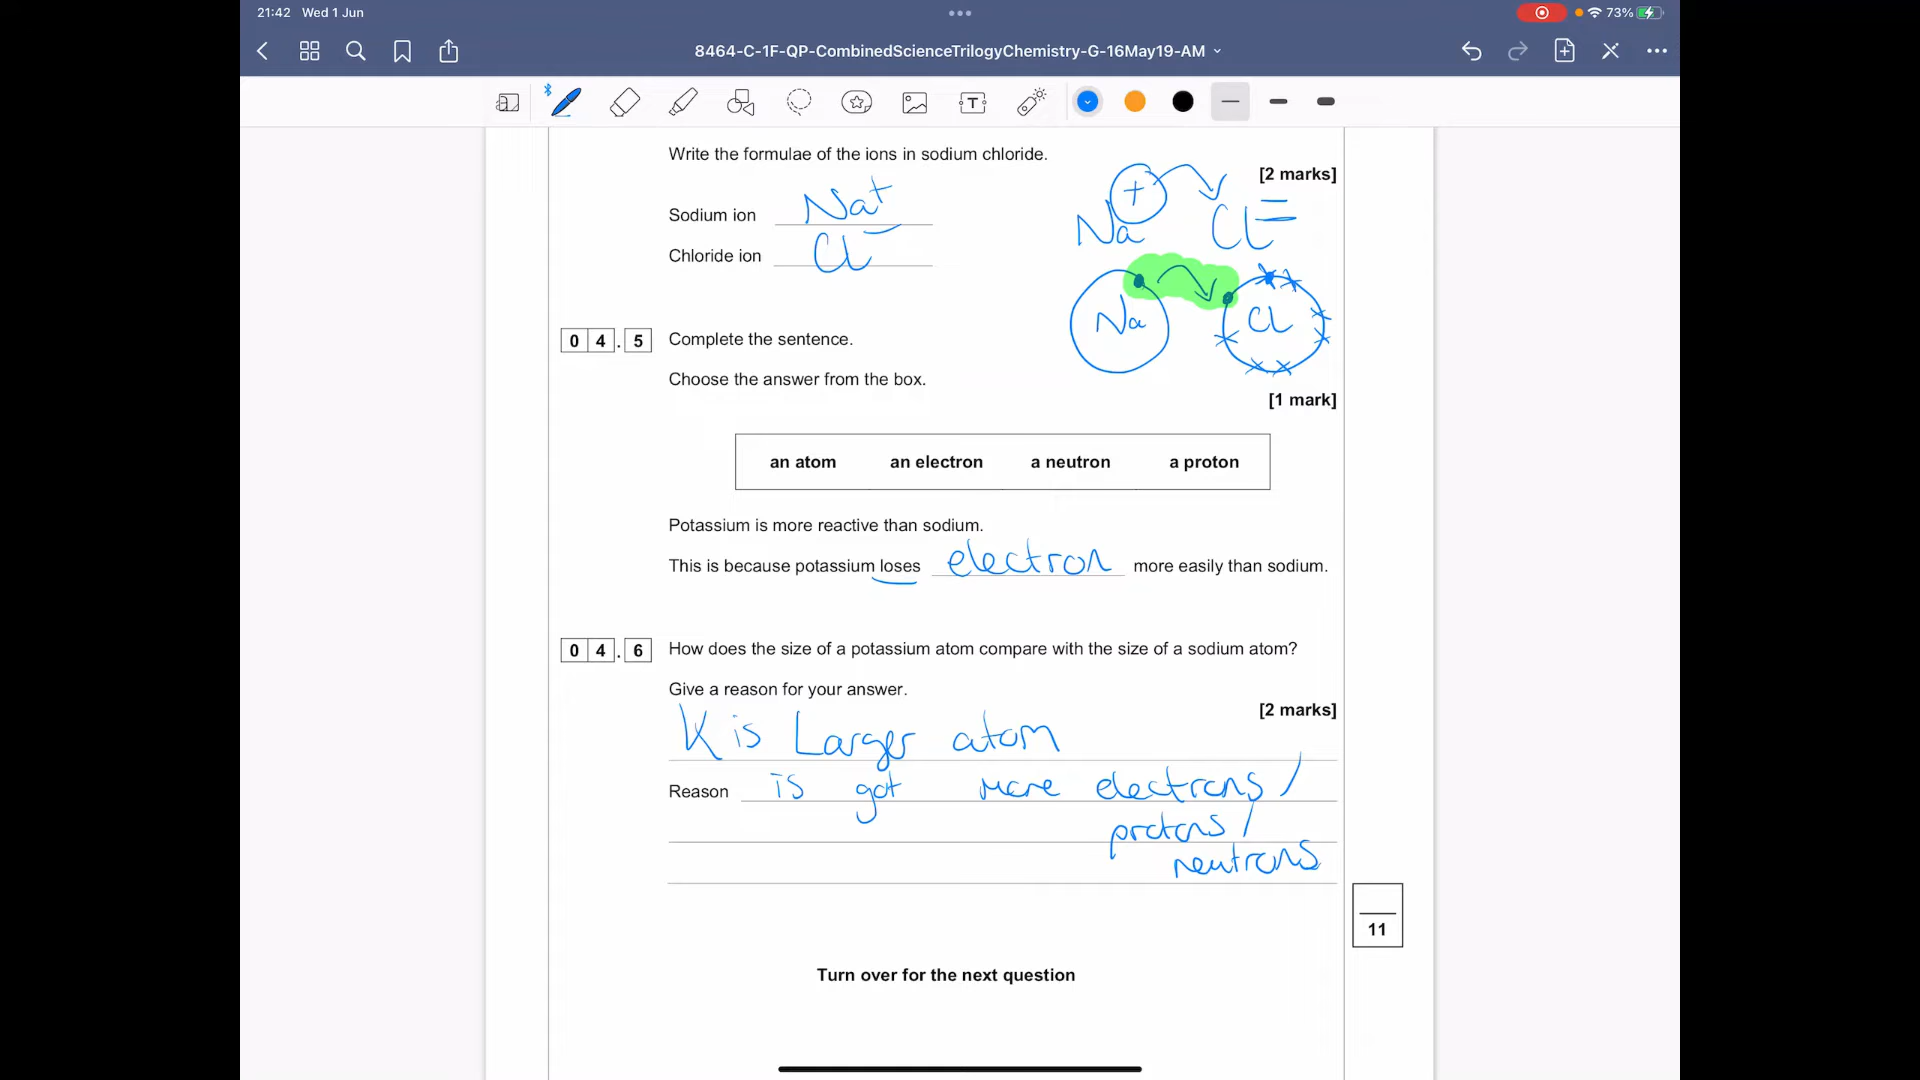 21:42 Wed 1 Jun
73%
8464-C-1F-QP-CombinedScienceTrilogyChemistry-G-16May19-AM
Write the formulae of the ions in sodium chloride.
[2 marks]
Sodium ion Na+
Chloride ion Cl-
Na + Cl =
Na Cl
0 4 . 5 Complete the sentence.
Choose the answer from the box.
[1 mark]
an atom an electron a neutron a proton
Potassium is more reactive than sodium.
This is because potassium loses electron more easily than sodium.
0 4 . 6 How does the size of a potassium atom compare with the size of a sodium atom?
Give a reason for your answer.
[2 marks]
K is Larger atom
Reason is got more electrons /
protons /
neutrons
11
Turn over for the next question